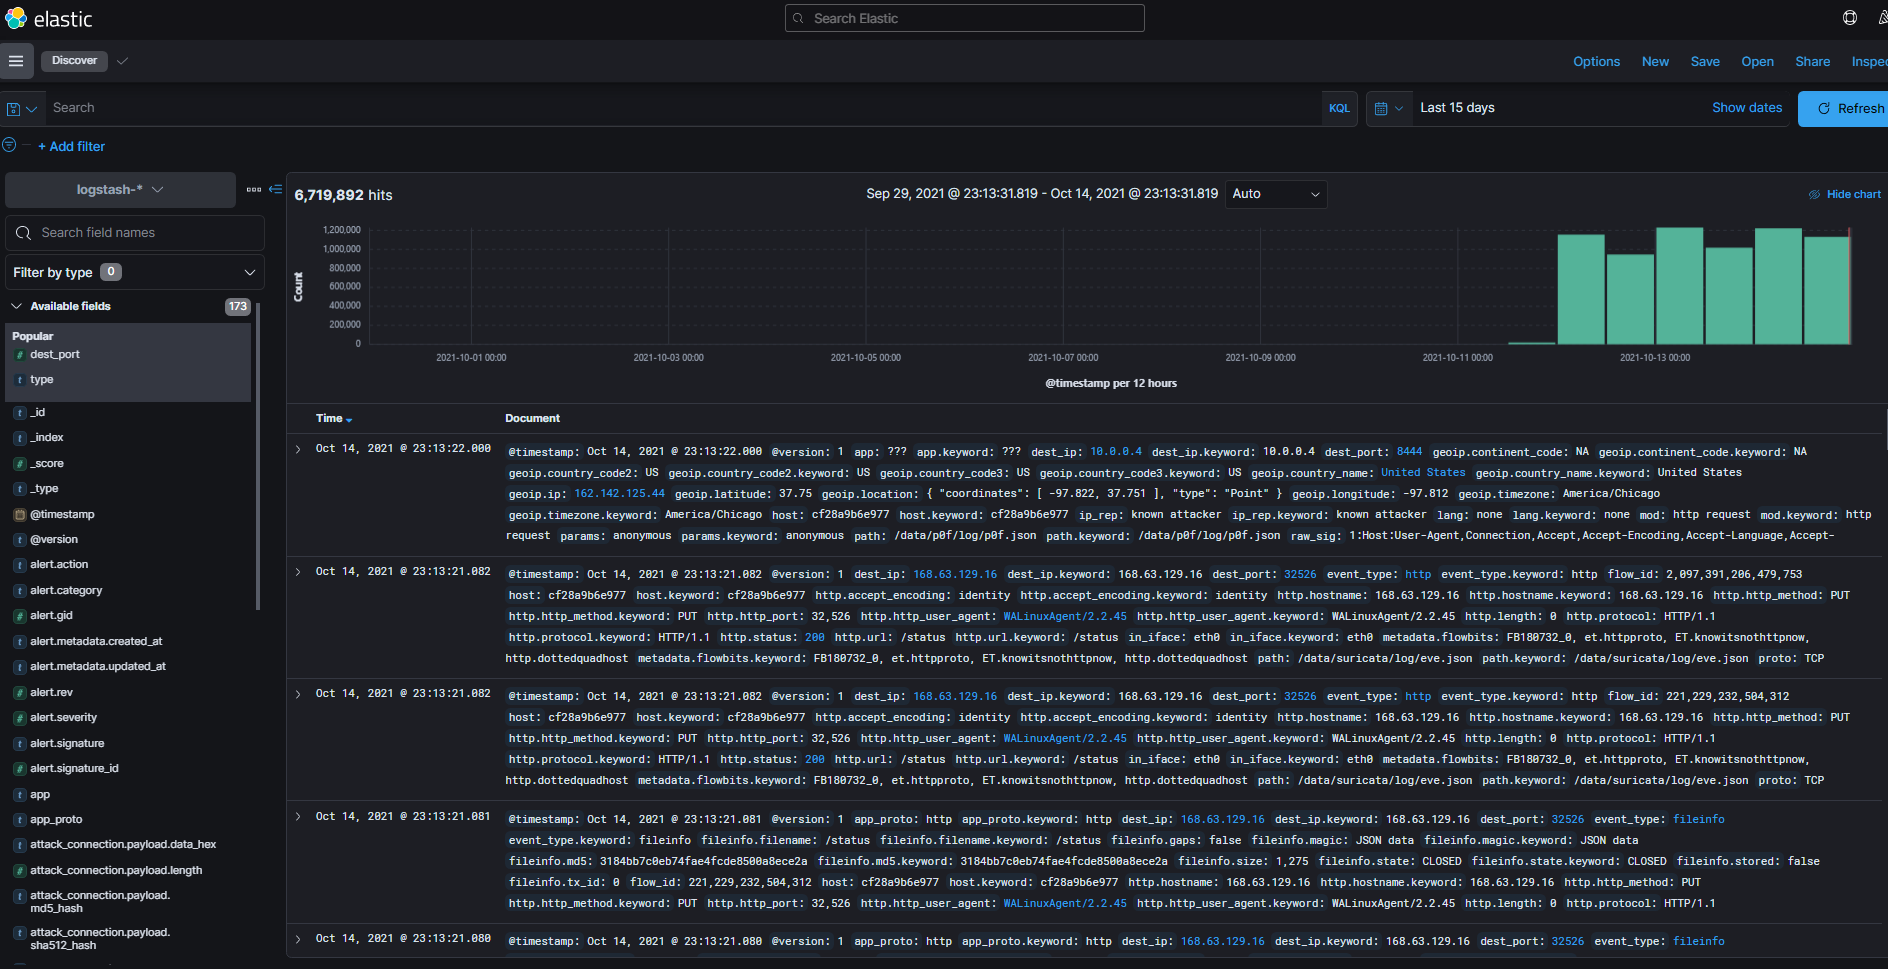 elastic
Search Elastic
Discover
Options New Save Open Share Inspec
Search
KQL
Last 15 days
Show dates
Refresh
+ Add filter
logstash-*
6,719,892 hits
Sep 29, 2021 @ 23:13:31.819 - Oct 14, 2021 @ 23:13:31.819
Auto
Hide chart
Search field names
Filter by type 0
Available fields 173
Popular
# dest_port
t type
t _id
t _index
# _score
t _type
@timestamp
t @version
t alert.action
t alert.category
# alert.gid
t alert.metadata.created_at
t alert.metadata.updated_at
# alert.rev
# alert.severity
t alert.signature
# alert.signature_id
t app
t app_proto
t attack_connection.payload.data_hex
# attack_connection.payload.length
t attack_connection.payload.
md5_hash
t attack_connection.payload.
sha512_hash
Count
1,200,000
1,000,000
800,000
600,000
400,000
200,000
0
2021-10-01 00:00 2021-10-03 00:00 2021-10-05 00:00 2021-10-07 00:00 2021-10-09 00:00 2021-10-11 00:00 2021-10-13 00:00
@timestamp per 12 hours
Time Document
Oct 14, 2021 @ 23:13:22.000 @timestamp: Oct 14, 2021 @ 23:13:22.000 @version: 1 app: ??? app.keyword: ??? dest_ip: 10.0.0.4 dest_ip.keyword: 10.0.0.4 dest_port: 8444 geoip.continent_code: NA geoip.continent_code.keyword: NA
geoip.country_code2: US geoip.country_code2.keyword: US geoip.country_code3: US geoip.country_code3.keyword: US geoip.country_name: United States geoip.country_name.keyword: United States
geoip.ip: 162.142.125.44 geoip.latitude: 37.75 geoip.location: { "coordinates": [ -97.822, 37.751 ], "type": "Point" } geoip.longitude: -97.812 geoip.timezone: America/Chicago
geoip.timezone.keyword: America/Chicago host: cf28a9b6e977 host.keyword: cf28a9b6e977 ip_rep: known attacker ip_rep.keyword: known attacker lang: none lang.keyword: none mod: http request mod.keyword: http
request params: anonymous params.keyword: anonymous path: /data/p0f/log/p0f.json path.keyword: /data/p0f/log/p0f.json raw_sig: 1:Host:User-Agent,Connection,Accept,Accept-Encoding,Accept-Language,Accept-
Oct 14, 2021 @ 23:13:21.082 @timestamp: Oct 14, 2021 @ 23:13:21.082 @version: 1 dest_ip: 168.63.129.16 dest_ip.keyword: 168.63.129.16 dest_port: 32526 event_type: http event_type.keyword: http flow_id: 2,097,391,206,479,753
host: cf28a9b6e977 host.keyword: cf28a9b6e977 http.accept_encoding: identity http.accept_encoding.keyword: identity http.hostname: 168.63.129.16 http.hostname.keyword: 168.63.129.16 http.http_method: PUT
http.http_method.keyword: PUT http.http_port: 32,526 http.http_user_agent: WALinuxAgent/2.2.45 http.http_user_agent.keyword: WALinuxAgent/2.2.45 http.length: 0 http.protocol: HTTP/1.1
http.protocol.keyword: HTTP/1.1 http.status: 200 http.url: /status http.url.keyword: /status in_iface: eth0 in_iface.keyword: eth0 metadata.flowbits: FB180732_0, et.httpproto, ET.knowitsnothttpnow,
http.dottedquadhost metadata.flowbits.keyword: FB180732_0, et.httpproto, ET.knowitsnothttpnow, http.dottedquadhost path: /data/suricata/log/eve.json path.keyword: /data/suricata/log/eve.json proto: TCP
Oct 14, 2021 @ 23:13:21.082 @timestamp: Oct 14, 2021 @ 23:13:21.082 @version: 1 dest_ip: 168.63.129.16 dest_ip.keyword: 168.63.129.16 dest_port: 32526 event_type: http event_type.keyword: http flow_id: 221,229,232,504,312
host: cf28a9b6e977 host.keyword: cf28a9b6e977 http.accept_encoding: identity http.accept_encoding.keyword: identity http.hostname: 168.63.129.16 http.hostname.keyword: 168.63.129.16 http.http_method: PUT
http.http_method.keyword: PUT http.http_port: 32,526 http.http_user_agent: WALinuxAgent/2.2.45 http.http_user_agent.keyword: WALinuxAgent/2.2.45 http.length: 0 http.protocol: HTTP/1.1
http.protocol.keyword: HTTP/1.1 http.status: 200 http.url: /status http.url.keyword: /status in_iface: eth0 in_iface.keyword: eth0 metadata.flowbits: FB180732_0, et.httpproto, ET.knowitsnothttpnow,
http.dottedquadhost metadata.flowbits.keyword: FB180732_0, et.httpproto, ET.knowitsnothttpnow, http.dottedquadhost path: /data/suricata/log/eve.json path.keyword: /data/suricata/log/eve.json proto: TCP
Oct 14, 2021 @ 23:13:21.081 @timestamp: Oct 14, 2021 @ 23:13:21.081 @version: 1 app_proto: http app_proto.keyword: http dest_ip: 168.63.129.16 dest_ip.keyword: 168.63.129.16 dest_port: 32526 event_type: fileinfo
event_type.keyword: fileinfo fileinfo.filename: /status fileinfo.filename.keyword: /status fileinfo.gaps: false fileinfo.magic: JSON data fileinfo.magic.keyword: JSON data
fileinfo.md5: 3184bb7c0eb74fae4fcde8500a8ece2a fileinfo.md5.keyword: 3184bb7c0eb74fae4fcde8500a8ece2a fileinfo.size: 1,275 fileinfo.state: CLOSED fileinfo.state.keyword: CLOSED fileinfo.stored: false
fileinfo.tx_id: 0 flow_id: 221,229,232,504,312 host: cf28a9b6e977 host.keyword: cf28a9b6e977 http.hostname: 168.63.129.16 http.hostname.keyword: 168.63.129.16 http.http_method: PUT
http.http_method.keyword: PUT http.http_port: 32,526 http.http_user_agent: WALinuxAgent/2.2.45 http.http_user_agent.keyword: WALinuxAgent/2.2.45 http.length: 0 http.protocol: HTTP/1.1
Oct 14, 2021 @ 23:13:21.080 @timestamp: Oct 14, 2021 @ 23:13:21.080 @version: 1 app_proto: http app_proto.keyword: http dest_ip: 168.63.129.16 dest_ip.keyword: 168.63.129.16 dest_port: 32526 event_type: fileinfo